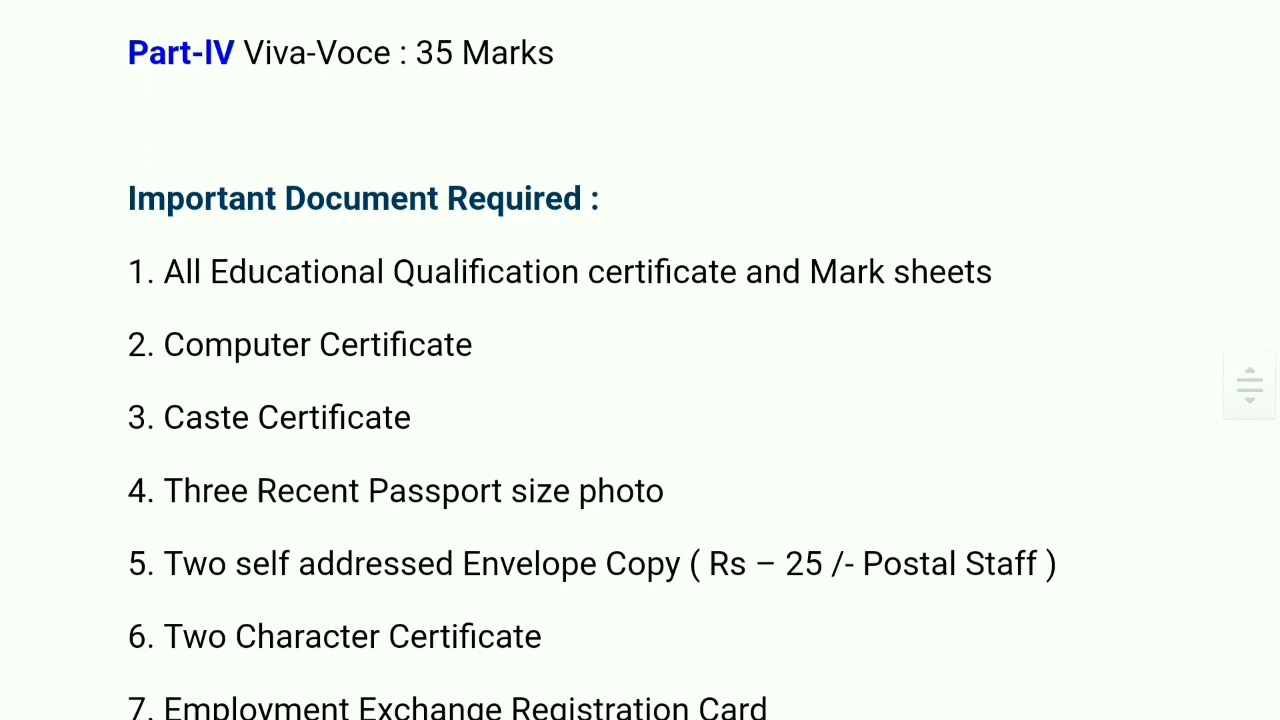 Part-IV Viva-Voce : 35 Marks
Important Document Required :
1. All Educational Qualification certificate and Mark sheets
2. Computer Certificate
3. Caste Certificate
4. Three Recent Passport size photo
5. Two self addressed Envelope Copy ( Rs – 25 /- Postal Staff )
6. Two Character Certificate
7. Employment Exchange Registration Card